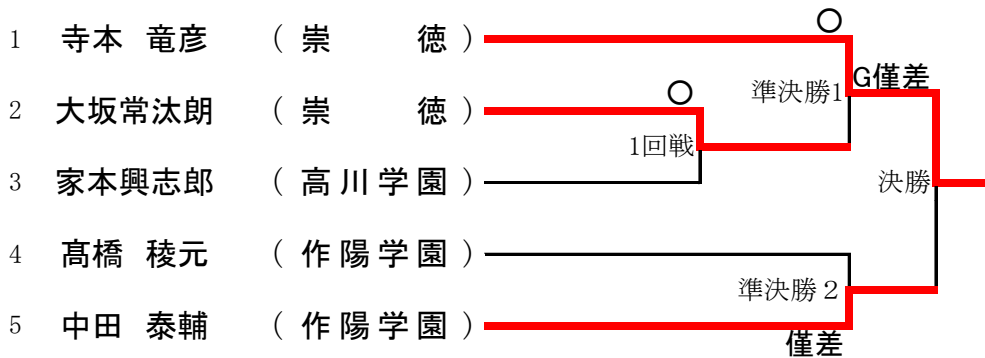 ○
1 寺本 竜彦 ( 崇 徳 )
G僅差
準決勝1
○
2 大坂常汰朗 ( 崇 徳 )
1回戦
3 家本興志郎 ( 高川学園 )
決勝
4 髙橋 稜元 ( 作陽学園 )
準決勝２
5 中田 泰輔 ( 作陽学園 )
僅差